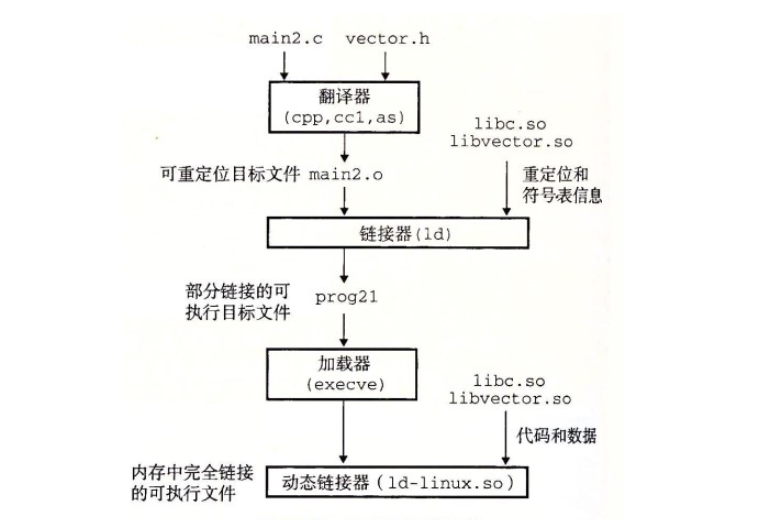 main2.c vector.h
翻译器
(cpp,cc1,as)
libc.so
libvector.so
可重定位目标文件 main2.o
重定位和
符号表信息
链接器(ld)
部分链接的可
执行目标文件
prog21
加载器
(execve)
libc.so
libvector.so
代码和数据
内存中完全链接
的可执行文件
动态链接器(ld-linux.so)